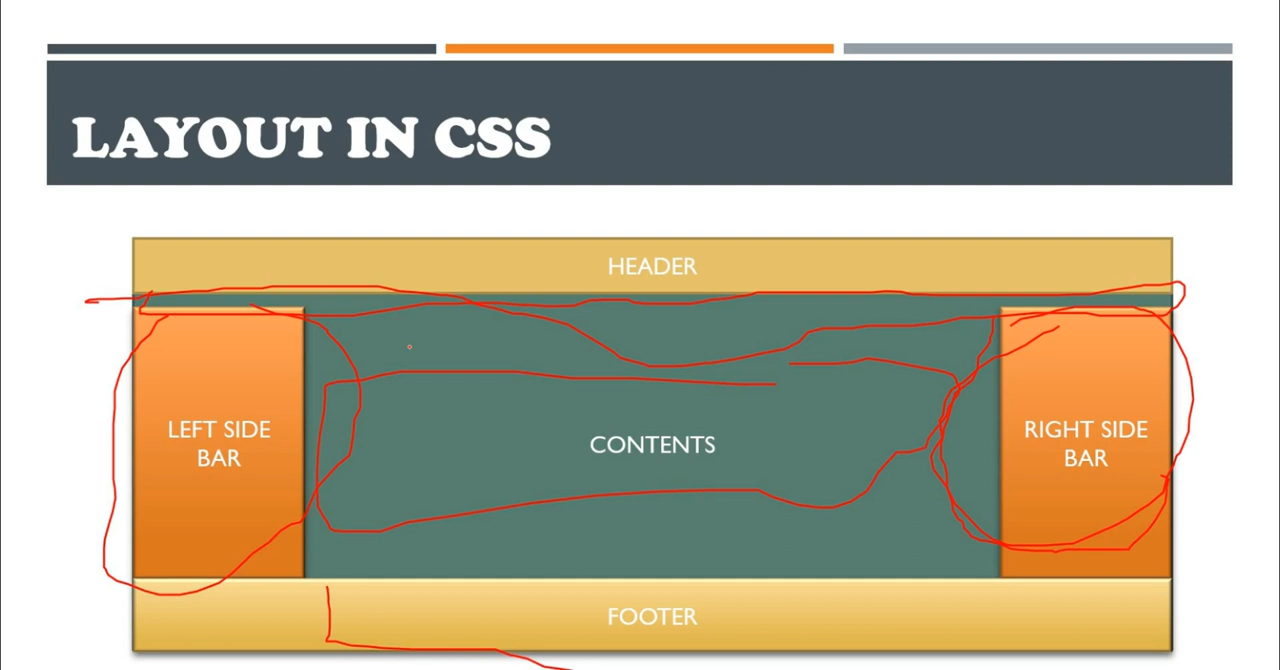 LAYOUT IN CSS
HEADER
LEFT SIDE
BAR
CONTENTS
RIGHT SIDE
BAR
FOOTER